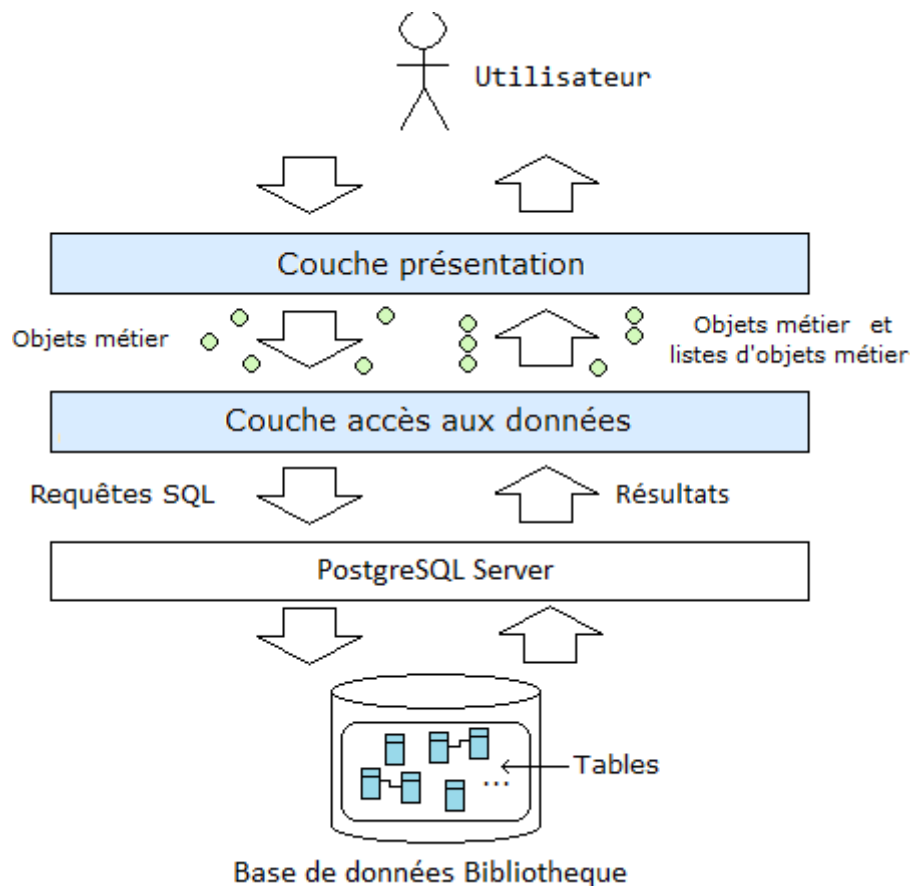 Utilisateur
Couche présentation
Objets métier
Objets métier et
listes d'objets métier
Couche accès aux données
Requêtes SQL
Résultats
PostgreSQL Server
...
Tables
Base de données Bibliotheque